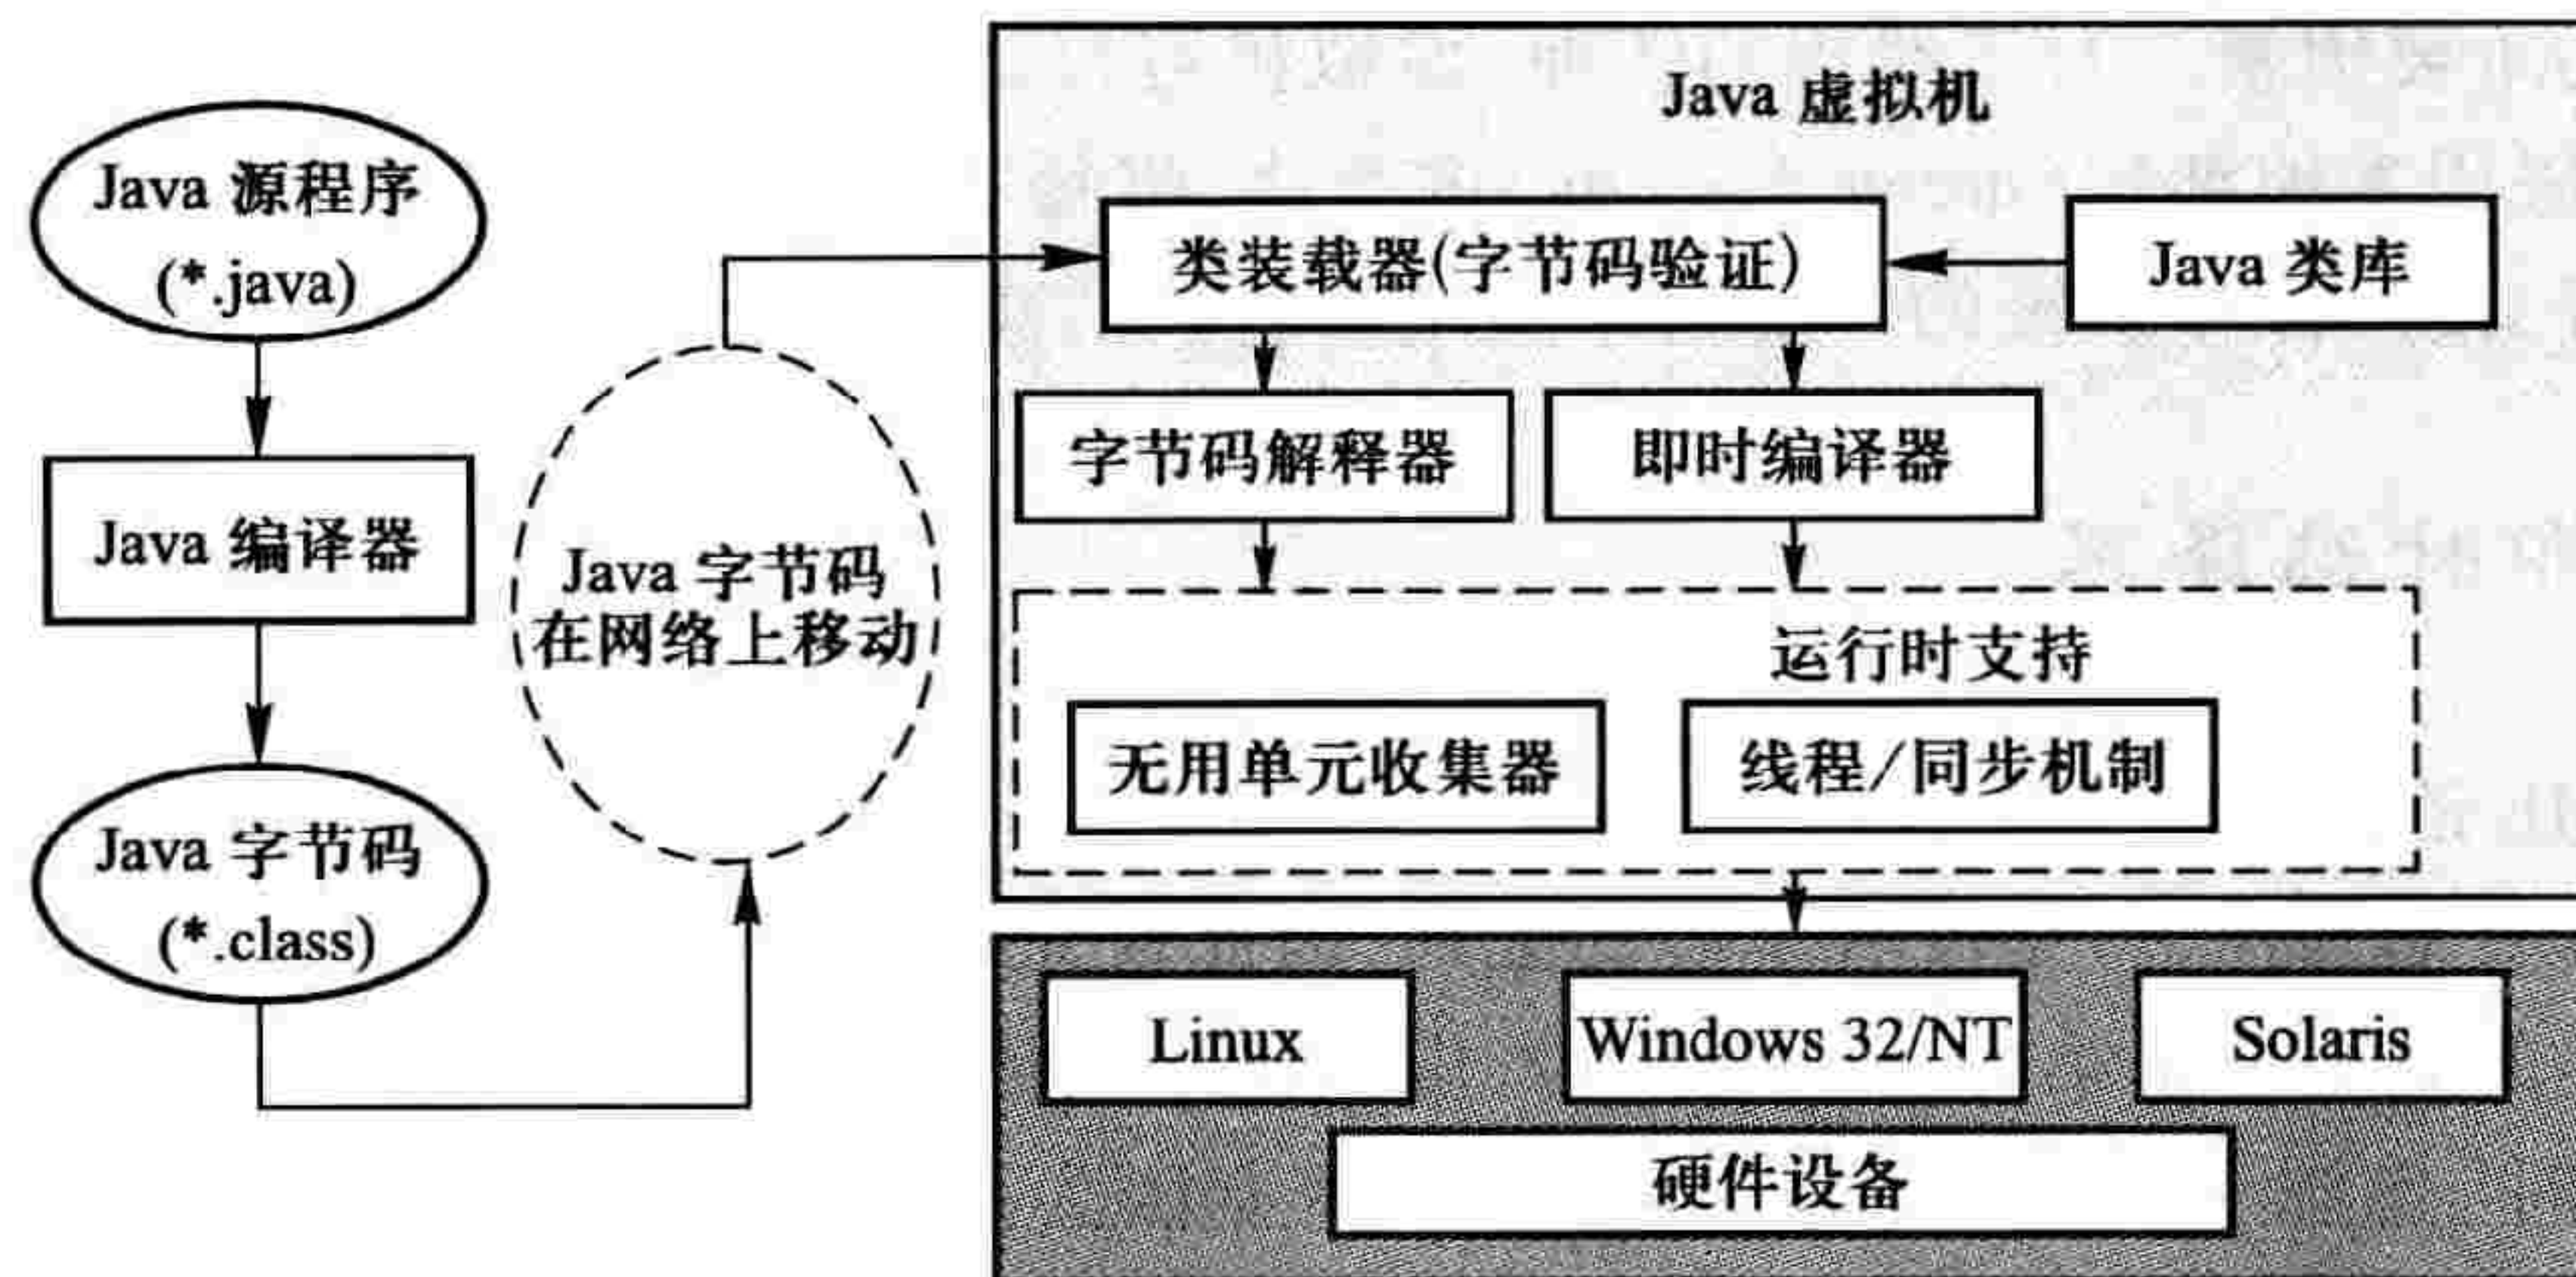 Java 源程序
(*.java)
Java 编译器
Java 字节码
(*.class)
Java 字节码
在网络上移动
Java 虚拟机
类装载器(字节码验证)
Java 类库
字节码解释器
即时编译器
运行时支持
无用单元收集器
线程/同步机制
Linux
Windows 32/NT
Solaris
硬件设备